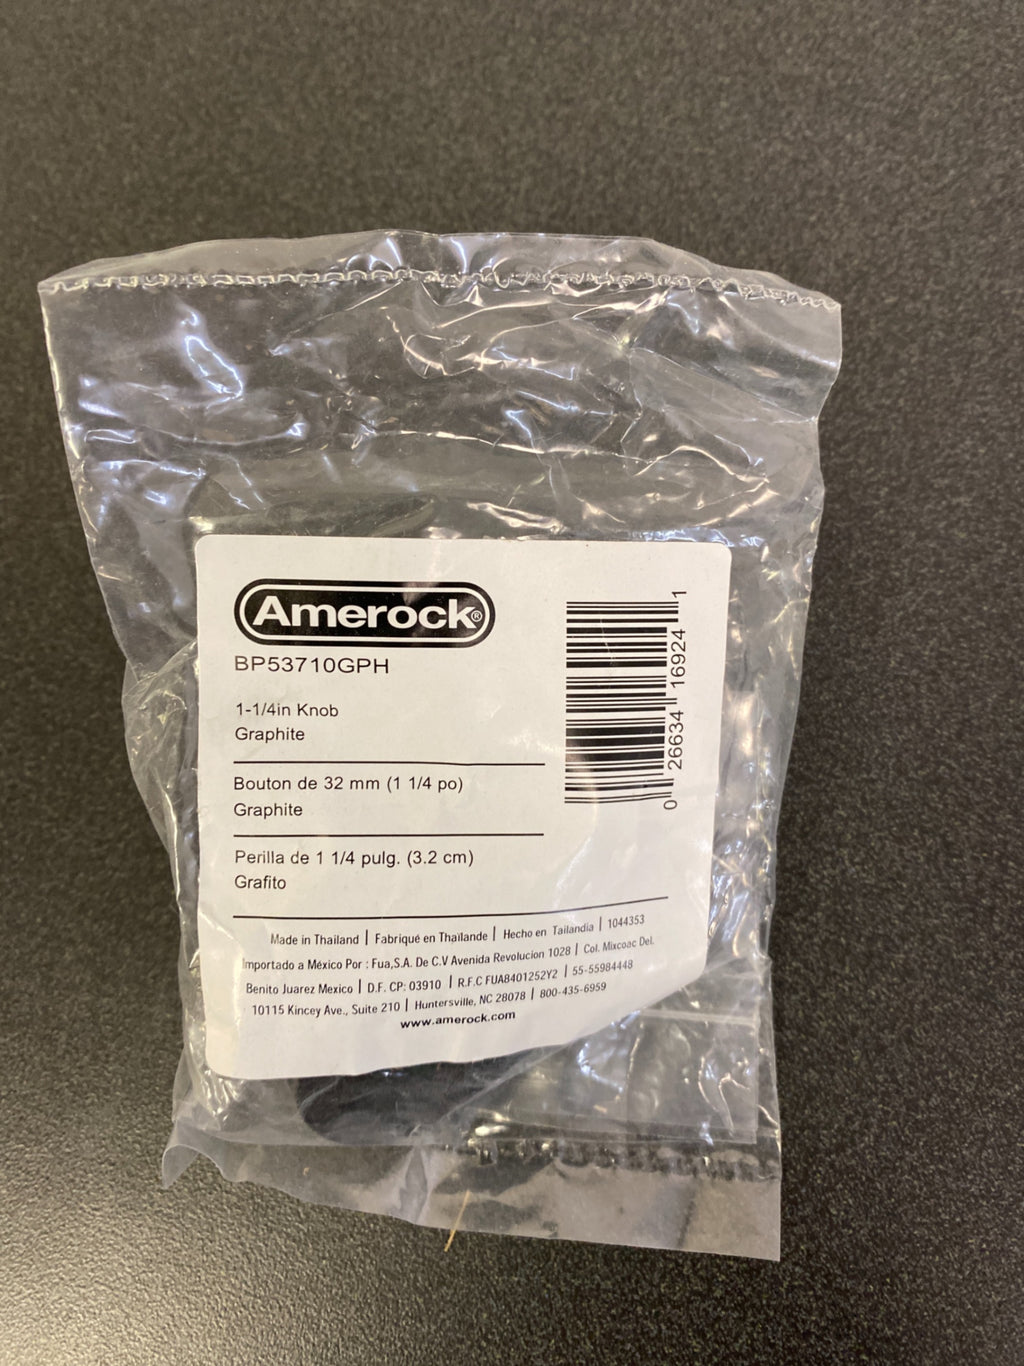 Amerock®
BP53710GPH
1-1/4in Knob
Graphite
Bouton de 32 mm (1 1/4 po)
Graphite
Perilla de 1 1/4 pulg. (3.2 cm)
Grafito
Made in Thailand | Fabriqué en Thaïlande | Hecho en Tailandia | 1044353
Importado a México Por : Fua,S.A. De C.V Avenida Revolucion 1028 | Col. Mixcoac Del.
Benito Juarez Mexico | D.F. CP: 03910 | R.F.C FUA8401252Y2 | 55-55984448
10115 Kincey Ave., Suite 210 | Huntersville, NC 28078 | 800-435-6959
www.amerock.com
0 26634 16924 1